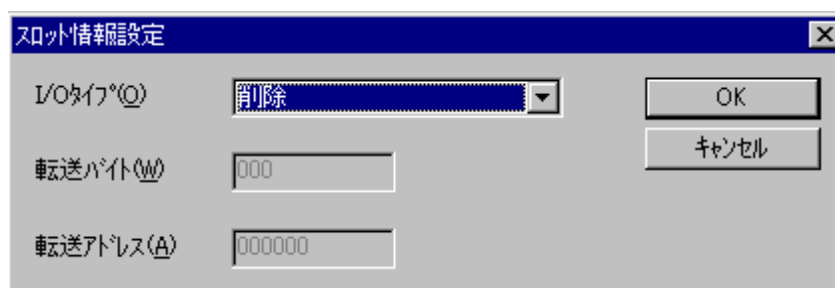 スロット情報設定
I/Oタイプ(O) 削除 OK
キャンセル
転送バイト(W) 000
転送アドレス(A) 000000